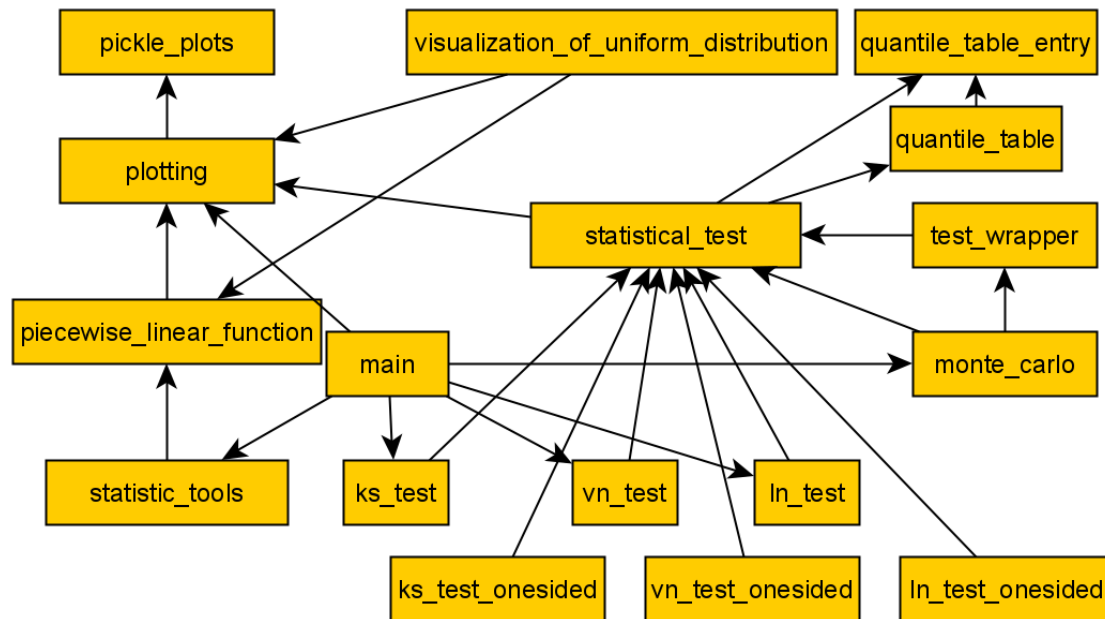 pickle_plots
visualization_of_uniform_distribution
quantile_table_entry
quantile_table
plotting
statistical_test
test_wrapper
piecewise_linear_function
main
monte_carlo
statistic_tools
ks_test
vn_test
ln_test
ks_test_onesided
vn_test_onesided
ln_test_onesided